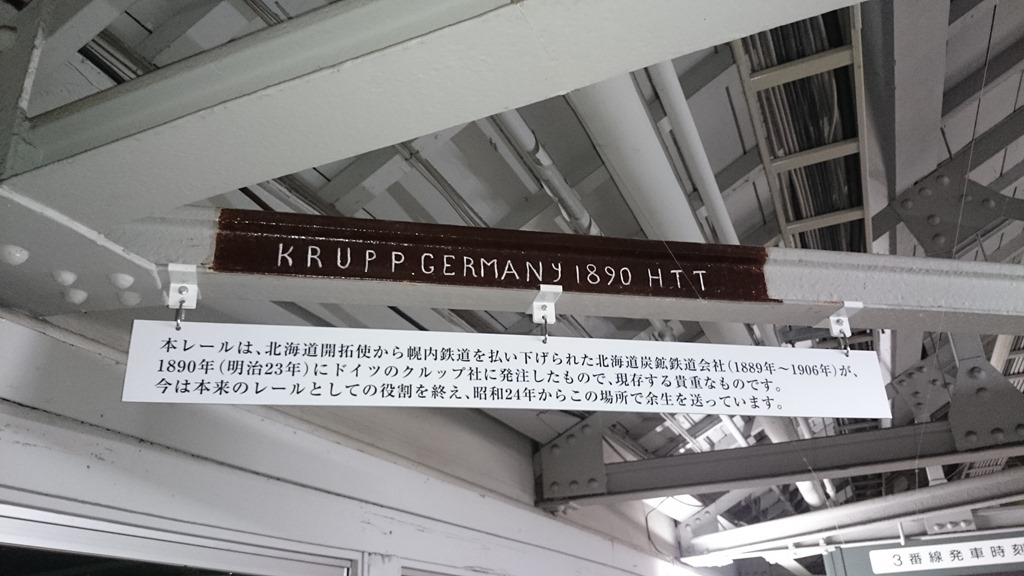 KRUPP.GERMANY 1890 HTT
本レールは、北海道開拓使から幌内鉄道を払い下げられた北海道炭鉱鉄道会社(1889年〜1906年)が、
1890年(明治23年)にドイツのクルップ社に発注したもので、現存する貴重なものです。
今は本来のレールとしての役割を終え、昭和24年からこの場所で余生を送っています。
3番線発車時刻